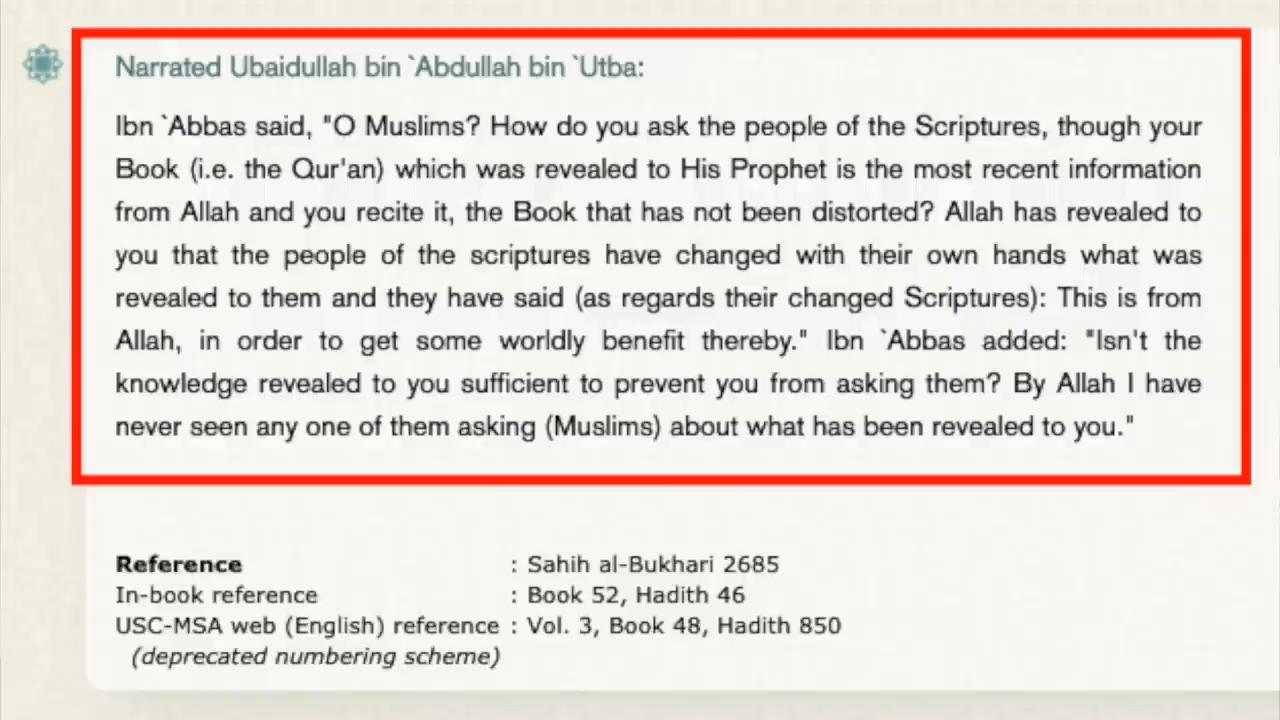 Narrated Ubaidullah bin `Abdullah bin `Utba:
Ibn `Abbas said, "O Muslims? How do you ask the people of the Scriptures, though your
Book (i.e. the Qur'an) which was revealed to His Prophet is the most recent information
from Allah and you recite it, the Book that has not been distorted? Allah has revealed to
you that the people of the scriptures have changed with their own hands what was
revealed to them and they have said (as regards their changed Scriptures): This is from
Allah, in order to get some worldly benefit thereby." Ibn `Abbas added: "Isn't the
knowledge revealed to you sufficient to prevent you from asking them? By Allah I have
never seen any one of them asking (Muslims) about what has been revealed to you."
Reference : Sahih al-Bukhari 2685
In-book reference : Book 52, Hadith 46
USC-MSA web (English) reference : Vol. 3, Book 48, Hadith 850
(deprecated numbering scheme)